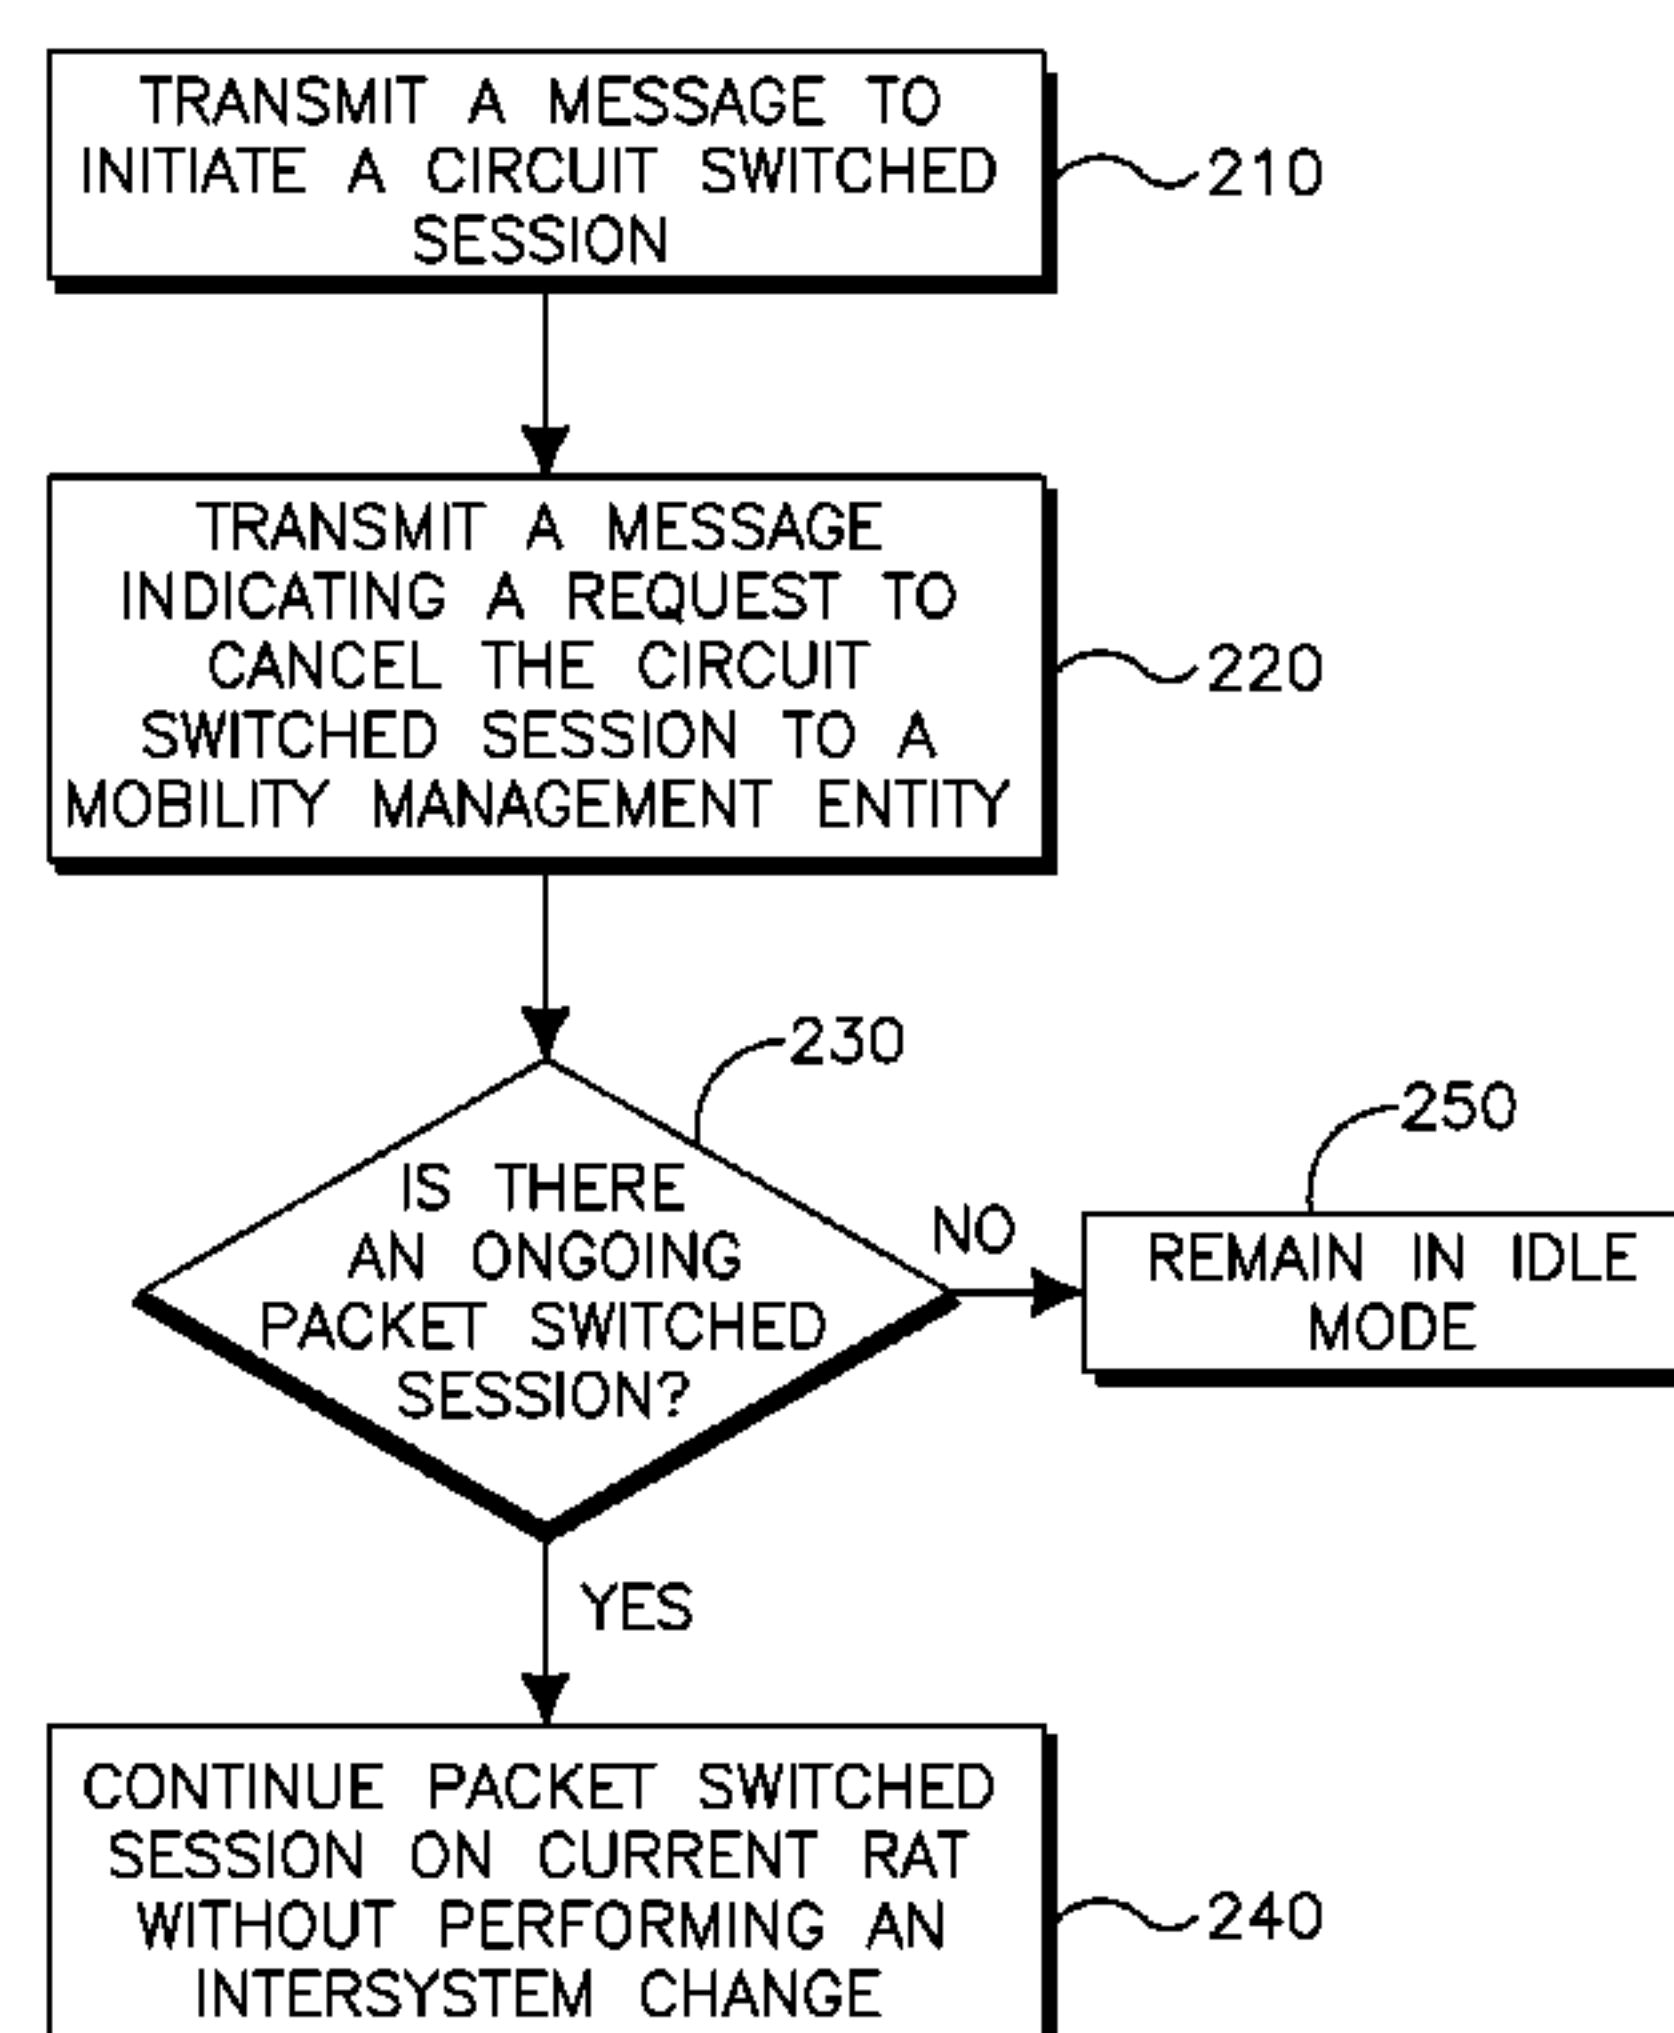 TRANSMIT A MESSAGE TO
INITIATE A CIRCUIT SWITCHED
SESSION
210
TRANSMIT A MESSAGE
INDICATING A REQUEST TO
CANCEL THE CIRCUIT
SWITCHED SESSION TO A
MOBILITY MANAGEMENT ENTITY
220
230
IS THERE
AN ONGOING
PACKET SWITCHED
SESSION?
NO
250
REMAIN IN IDLE
MODE
YES
CONTINUE PACKET SWITCHED
SESSION ON CURRENT RAT
WITHOUT PERFORMING AN
INTERSYSTEM CHANGE
240